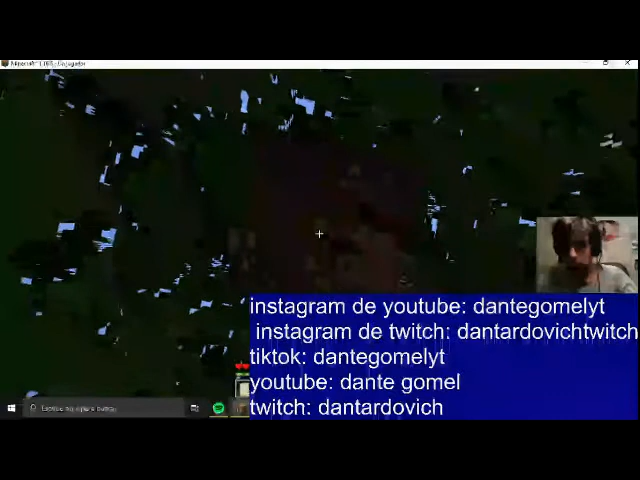 instagram de youtube: dantegomelyt
instagram de twitch: dantardovichtwitch
tiktok: dantegomelyt
youtube: dante gomel
twitch: dantardovich